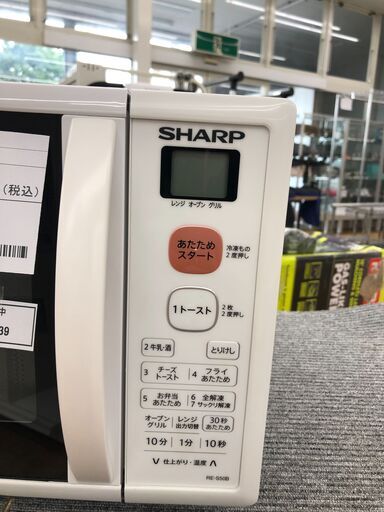 SHARP
レンジ オーブン グリル
(税込)
あたため
スタート
冷凍もの
2度押し
1トースト
2枚
2度押し
中
39
2牛乳・酒
とりけし
3 チーズ
トースト
4 フライ
あたため
5 お弁当
あたため
6 全解凍
7サックリ解凍
オーブン
グリル
レンジ
出力切替
30秒
あたため
10分
1分
10秒
∨ 仕上がり・温度 ∧
RE-S50B
POWER